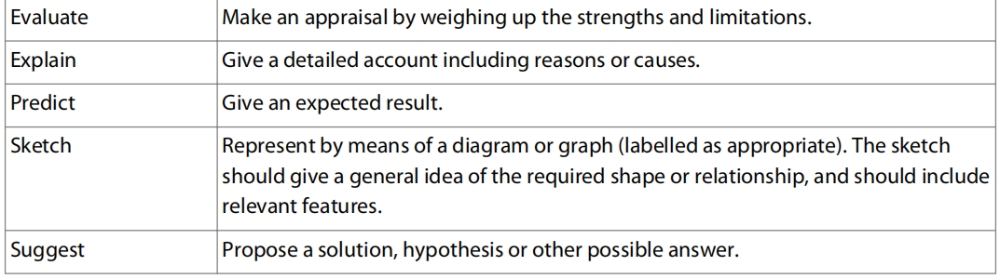 Evaluate
Make an appraisal by weighing up the strengths and limitations.
Explain
Give a detailed account including reasons or causes.
Predict
Give an expected result.
Sketch
Represent by means of a diagram or graph (labelled as appropriate). The sketch
should give a general idea of the required shape or relationship, and should include
relevant features.
Suggest
Propose a solution, hypothesis or other possible answer.